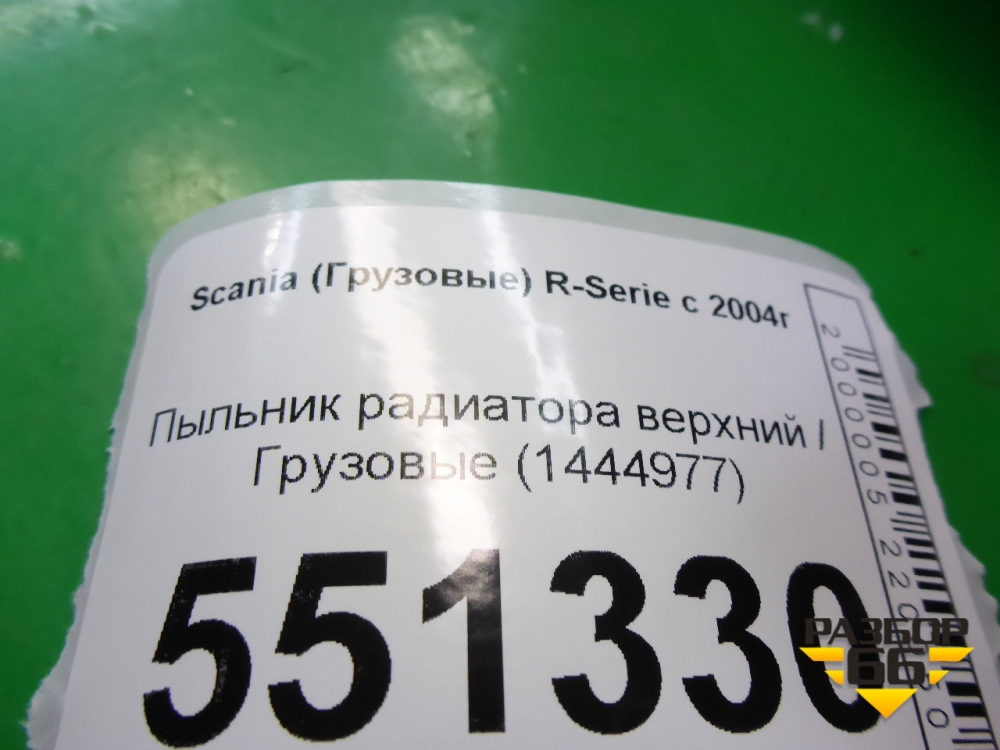 Scania (Грузовые) R-Serie с 2004г
Пыльник радиатора верхний /
Грузовые (1444977)
551330
РАЗБОР
66